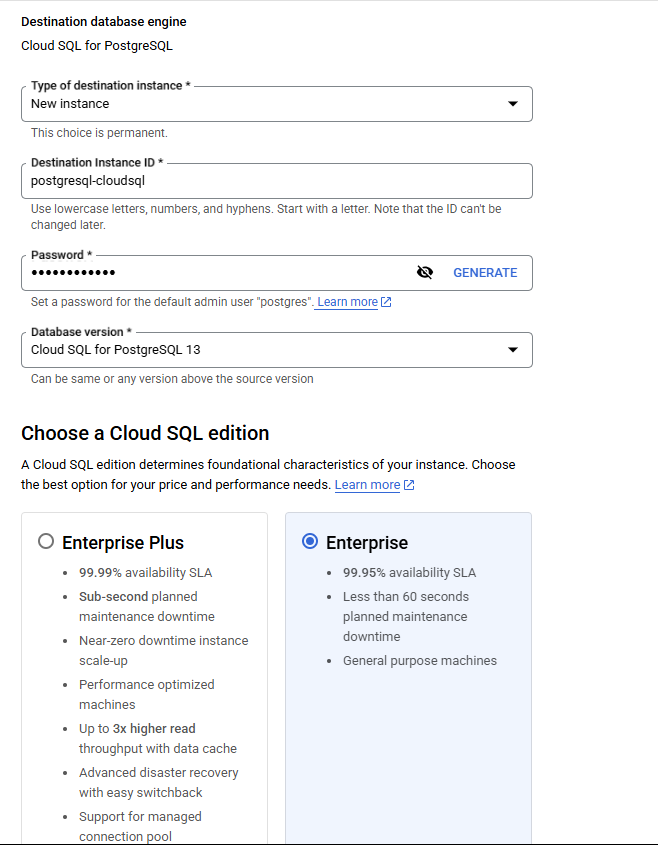 Destination database engine
Cloud SQL for PostgreSQL
Type of destination instance *
New instance
This choice is permanent.
Destination Instance ID *
postgresql-cloudsql
Use lowercase letters, numbers, and hyphens. Start with a letter. Note that the ID can't be
changed later.
Password *
•••••••••••• GENERATE
Set a password for the default admin user "postgres". Learn more
Database version *
Cloud SQL for PostgreSQL 13
Can be same or any version above the source version
Choose a Cloud SQL edition
A Cloud SQL edition determines foundational characteristics of your instance. Choose
the best option for your price and performance needs. Learn more
Enterprise Plus
• 99.99% availability SLA
• Sub-second planned
maintenance downtime
• Near-zero downtime instance
scale-up
• Performance optimized
machines
• Up to 3x higher read
throughput with data cache
• Advanced disaster recovery
with easy switchback
• Support for managed
connection pool
Enterprise
• 99.95% availability SLA
• Less than 60 seconds
planned maintenance
downtime
• General purpose machines